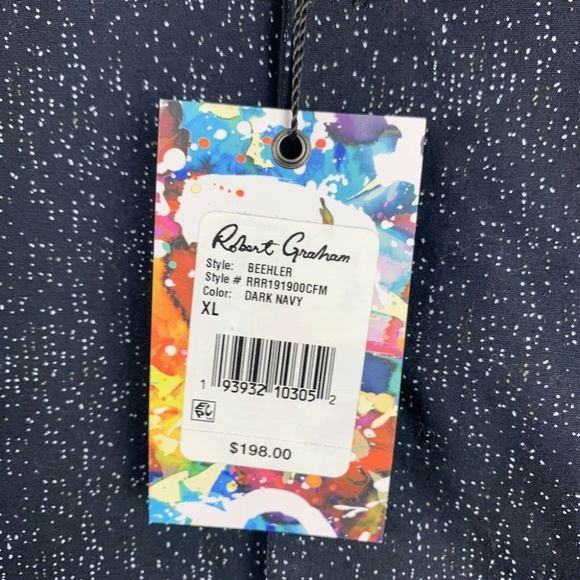 Robert Graham
Style: BEEHLER
Style # RRR191900CFM
Color: DARK NAVY
XL
1 93932 10305 2
$198.00